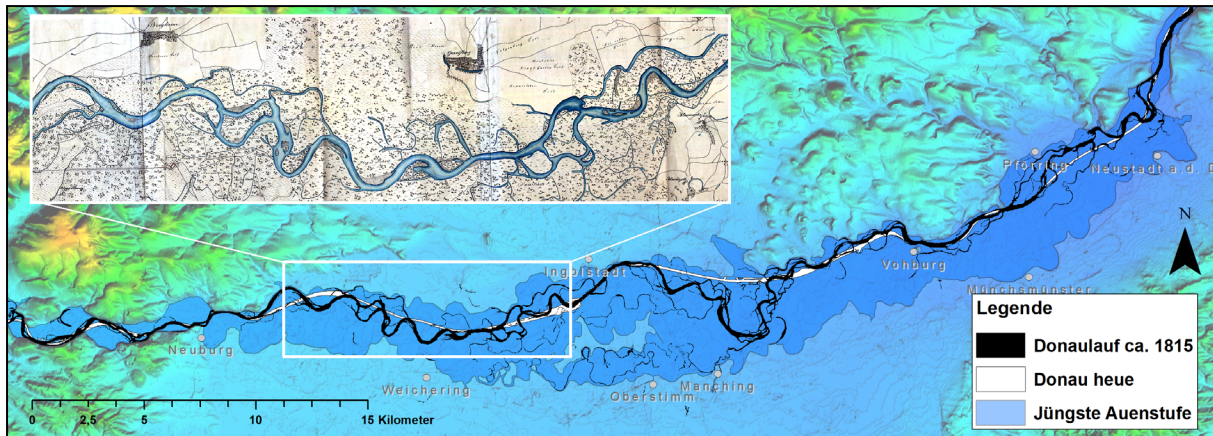 N
Pförring
Neustadt a. d. D
Ingolstadt
Vohburg
Münchsmünster
Neuburg
Weichering
Oberstimm
Manching
0 2,5 5 10 15 Kilometer
Legende
Donaulauf ca. 1815
Donau heue
Jüngste Auenstufe